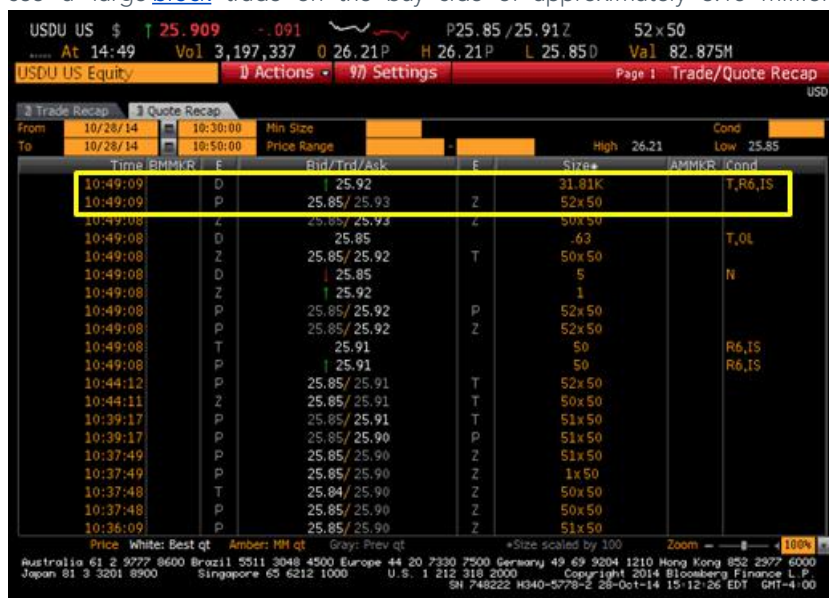 USDU US $ ↑ 25.909 -.091 P25.85 / 25.91Z 52×50
At 14:49 Vol 3,197,337 O 26.21P H 26.21P L 25.85D Val 82.875M
USDU US Equity 1) Actions 97) Settings Page 1 Trade/Quote Recap
USD
2) Trade Recap 3) Quote Recap
From 10/28/14 10:30:00 Min Size Cond
To 10/28/14 10:50:00 Price Range - High 26.21 Low 25.85
Time BMMKR E Bid/Trd/Ask E Size* AMMKR Cond
10:49:09 D ↑ 25.92 31.81K T,R6,IS
10:49:09 P 25.85/ 25.93 Z 52x50
10:49:08 Z 25.85/ 25.93 Z 50x50
10:49:08 D 25.85 .63 T,OL
10:49:08 Z 25.85/ 25.92 T 50x50
10:49:08 D ↓ 25.85 5 N
10:49:08 Z ↑ 25.92 1
10:49:08 P 25.85/ 25.92 P 52x50
10:49:08 P 25.85/ 25.92 Z 52x50
10:49:08 T 25.91 50 R6,IS
10:49:08 P ↑ 25.91 50 R6,IS
10:44:12 P 25.85/ 25.91 T 52x50
10:44:11 Z 25.85/ 25.91 T 50x50
10:39:17 P 25.85/ 25.91 T 51x50
10:39:17 P 25.85/ 25.90 P 51x50
10:37:49 P 25.85/ 25.90 Z 51x50
10:37:49 P 25.85/ 25.90 Z 1x50
10:37:48 T 25.84/ 25.90 Z 50x50
10:37:48 P 25.85/ 25.90 Z 50x50
10:36:09 P 25.85/ 25.90 Z 51x50
Price White: Best qt Amber: MM qt Gray: Prev qt *Size scaled by 100 Zoom 100%
Australia 61 2 9777 8600 Brazil 5511 3048 4500 Europe 44 20 7330 7500 Germany 49 69 9204 1210 Hong Kong 852 2977 6000
Japan 81 3 3201 8900 Singapore 65 6212 1000 U.S. 1 212 318 2000 Copyright 2014 Bloomberg Finance L.P.
SN 748222 H340-5778-2 28-Oct-14 15:12:26 EDT GMT-4:00